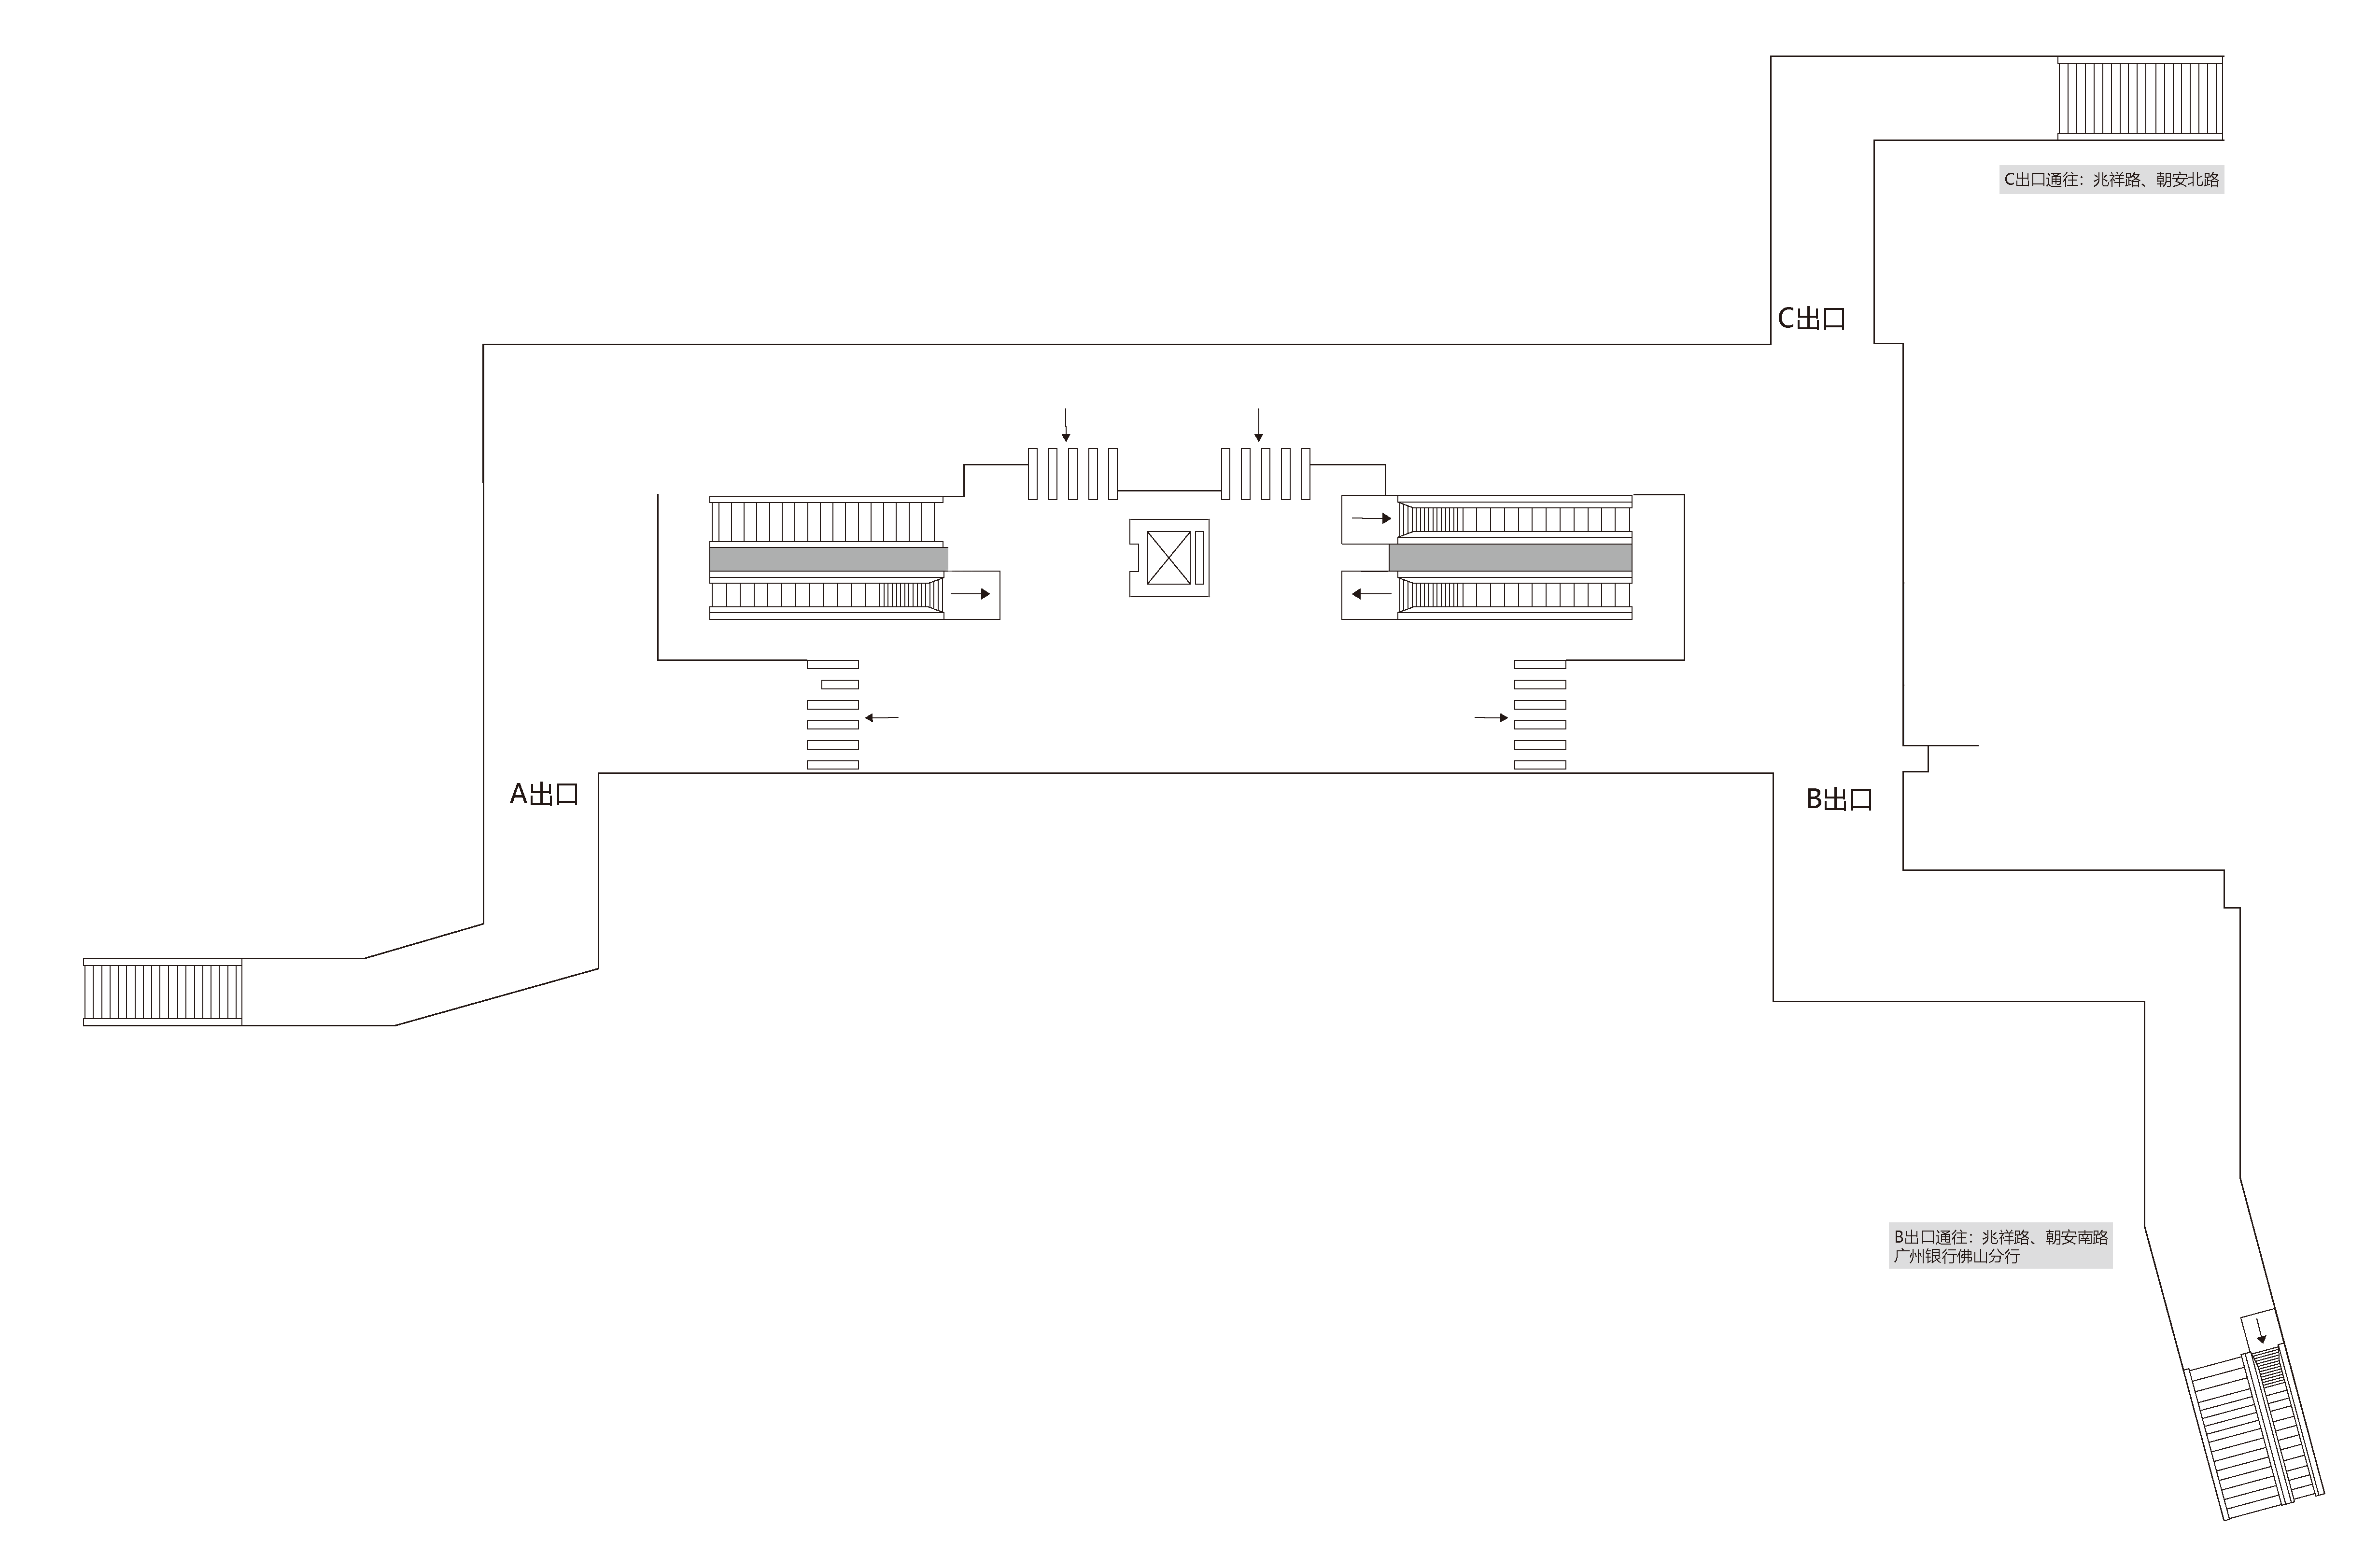 C出口通往：兆祥路、朝安北路
C出口
A出口
B出口
B出口通往：兆祥路、朝安南路
广州银行佛山分行